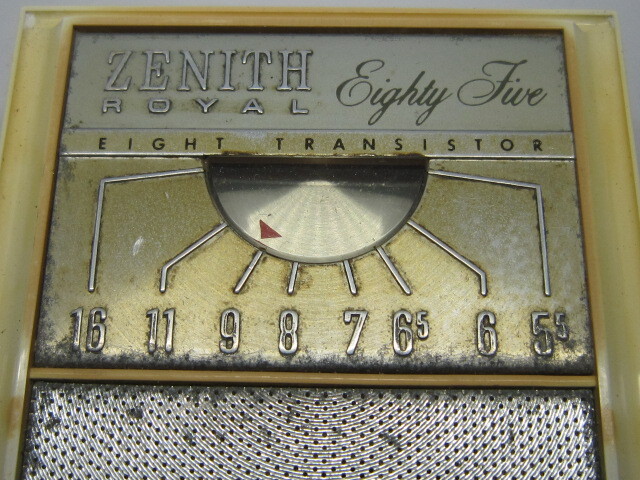 ZENITH
ROYAL
Eighty Five
EIGHT TRANSISTOR
16 11 9 8 7 65 6 55